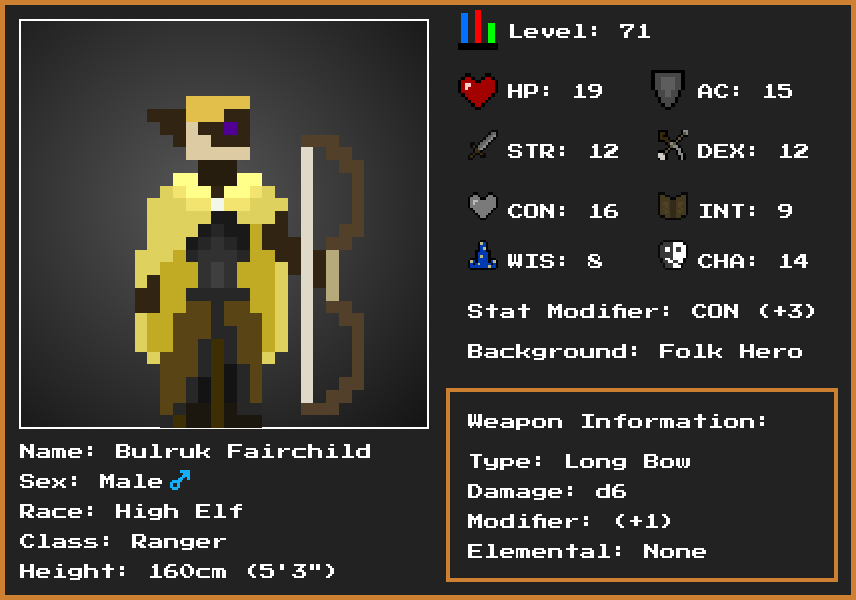 Level: 71
HP: 19 AC: 15
STR: 12 DEX: 12
CON: 16 INT: 9
WIS: 8 CHA: 14
Stat Modifier: CON (+3)
Background: Folk Hero
Weapon Information:
Type: Long Bow
Damage: d6
Modifier: (+1)
Elemental: None
Name: Bulruk Fairchild
Sex: Male ♂
Race: High Elf
Class: Ranger
Height: 160cm (5'3")